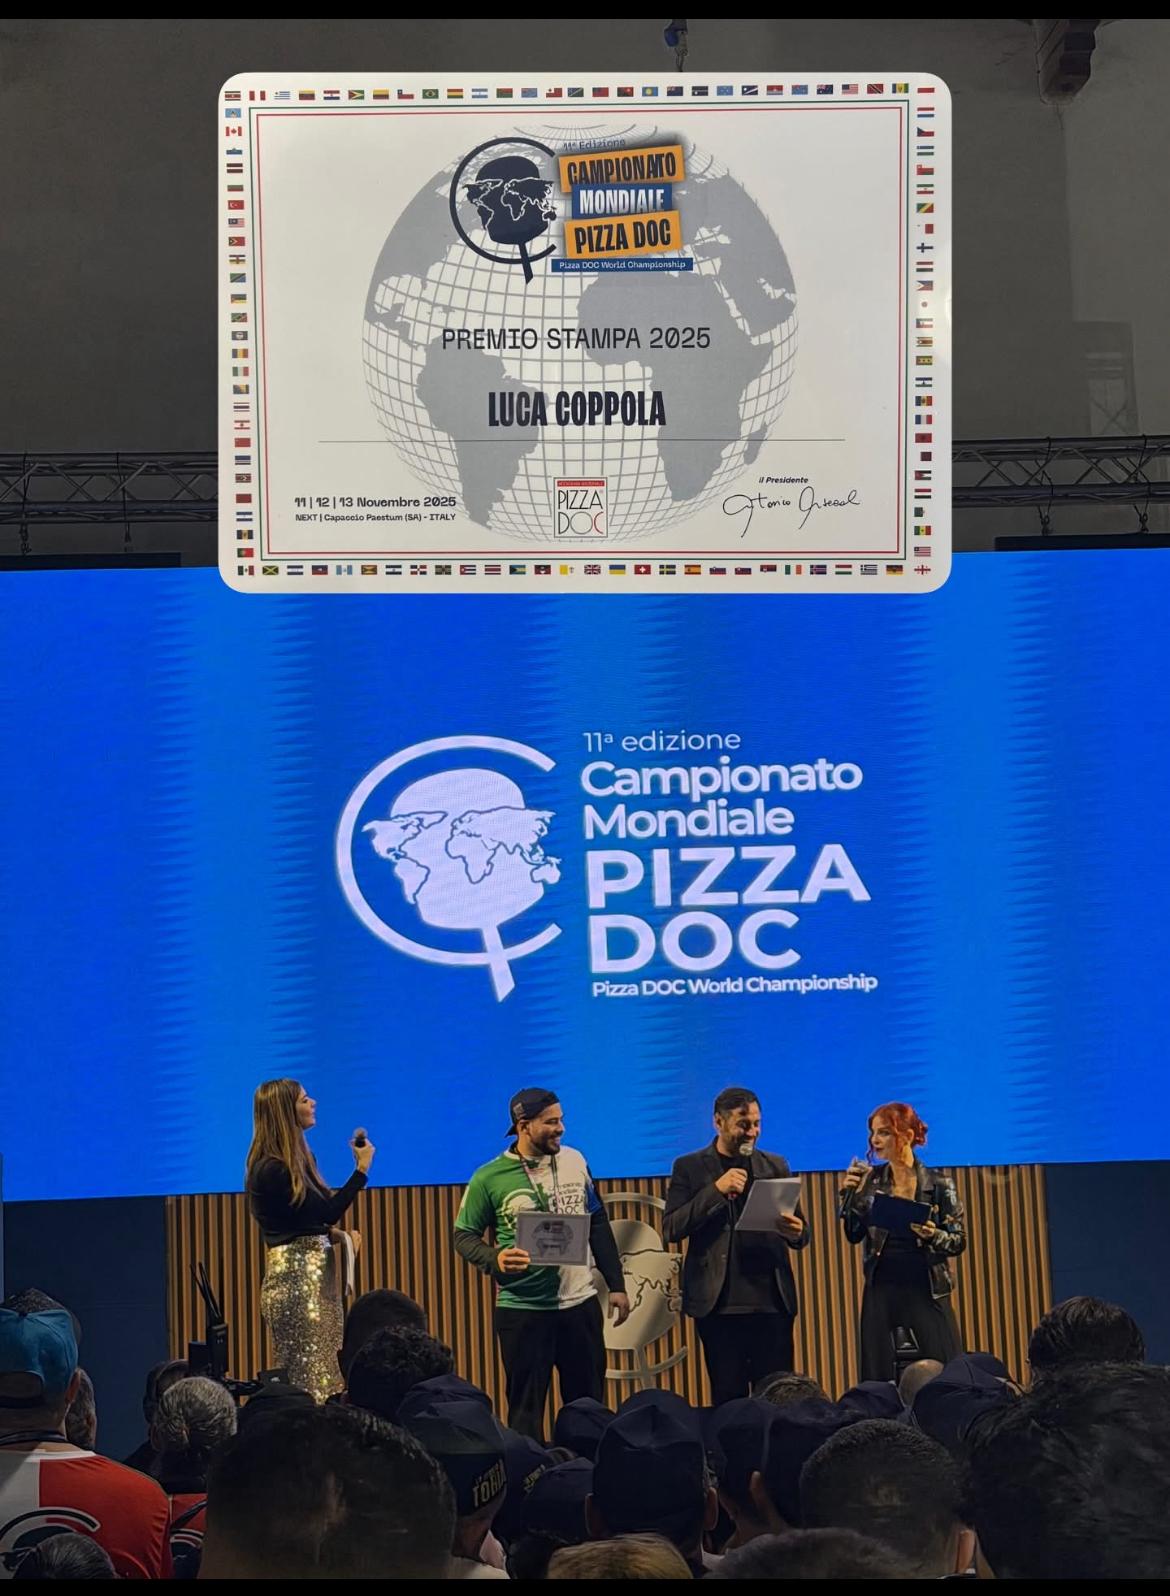 11ª Edizione
CAMPIONATO
MONDIALE
PIZZA DOC
Pizza DOC World Championship
PREMIO STAMPA 2025
LUCA COPPOLA
11 | 12 | 13 Novembre 2025
NEXT | Capaccio Paestum (SA) - ITALY
PIZZA
DOC
il Presidente
11ª edizione
Campionato
Mondiale
PIZZA
DOC
Pizza DOC World Championship
PIZZA
DOC